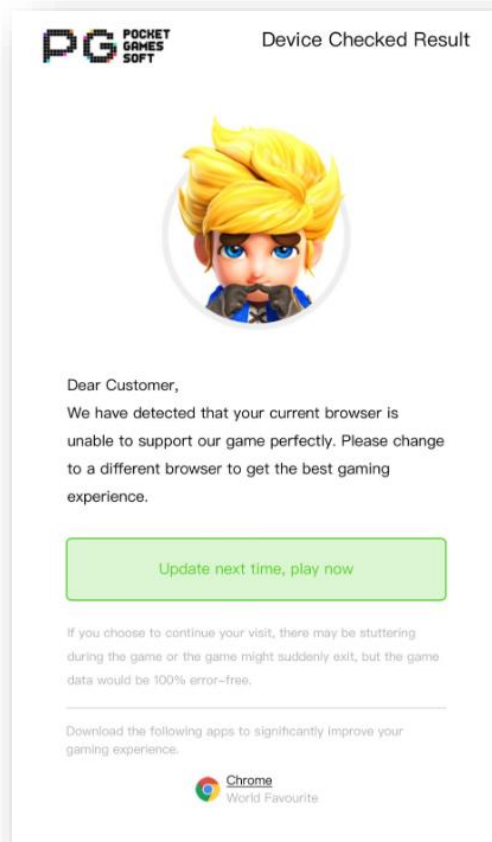 PG POCKET
GAMES
SOFT
Device Checked Result
Dear Customer,
We have detected that your current browser is
unable to support our game perfectly. Please change
to a different browser to get the best gaming
experience.
Update next time, play now
If you choose to continue your visit, there may be stuttering
during the game or the game might suddenly exit, but the game
data would be 100% error-free.
Download the following apps to significantly improve your
gaming experience.
Chrome
World Favourite